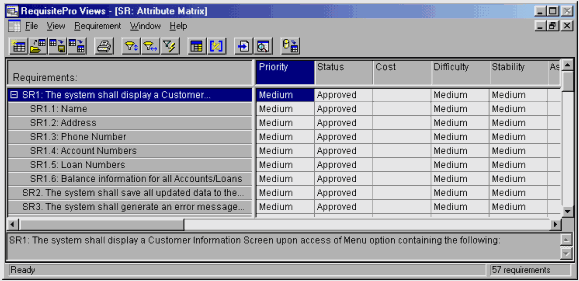 RequisitePro Views - [SR: Attribute Matrix]
File View Requirement Window Help
Requirements: Priority Status Cost Difficulty Stability As
SR1: The system shall display a Customer... Medium Approved Medium Medium
SR1.1: Name Medium Approved Medium Medium
SR1.2: Address Medium Approved Medium Medium
SR1.3: Phone Number Medium Approved Medium Medium
SR1.4: Account Numbers Medium Approved Medium Medium
SR1.5: Loan Numbers Medium Approved Medium Medium
SR1.6: Balance information for all Accounts/Loans Medium Approved Medium Medium
SR2. The system shall save all updated data to the... Medium Approved Medium Medium
SR3. The system shall generate an error message... Medium Approved Medium Medium
SR1: The system shall display a Customer Information Screen upon access of Menu option containing the following:
Ready 57 requirements